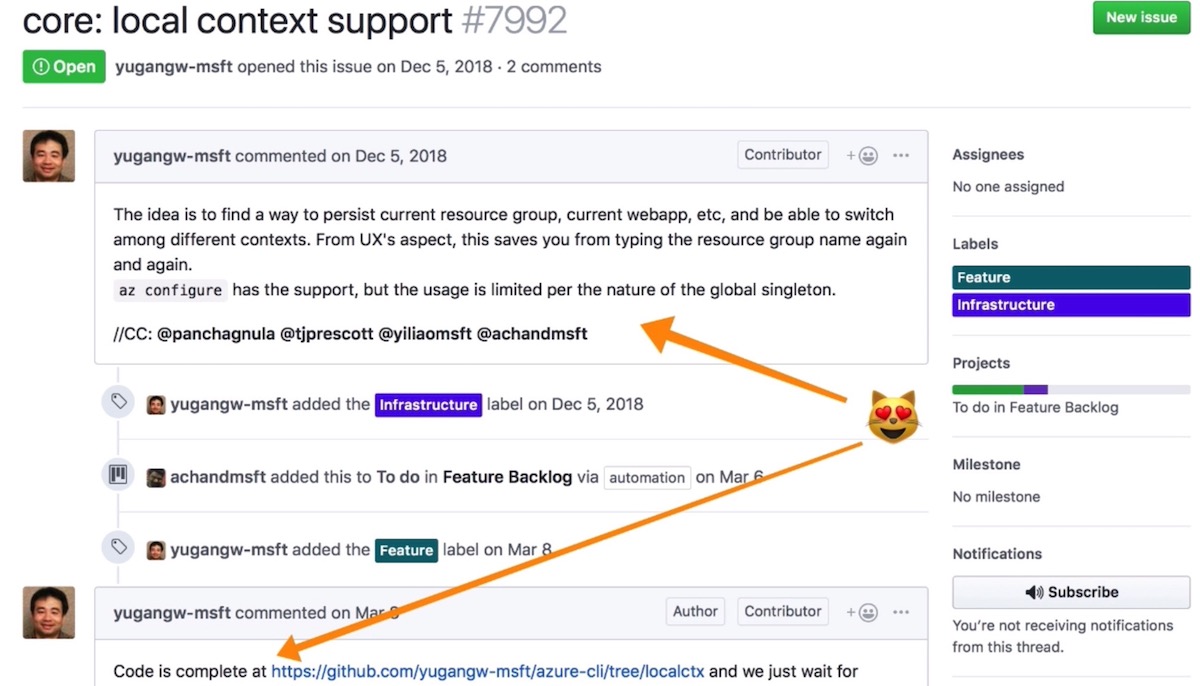 core: local context support #7992
New issue
Open
yugangw-msft opened this issue on Dec 5, 2018 · 2 comments
yugangw-msft commented on Dec 5, 2018
Contributor
The idea is to find a way to persist current resource group, current webapp, etc, and be able to switch
among different contexts. From UX's aspect, this saves you from typing the resource group name again
and again.
az configure has the support, but the usage is limited per the nature of the global singleton.
//CC: @panchagnula @tjprescott @yiliaomsft @achandmsft
yugangw-msft added the Infrastructure label on Dec 5, 2018
achandmsft added this to To do in Feature Backlog via automation on Mar 6
yugangw-msft added the Feature label on Mar 8
yugangw-msft commented on Mar
Author
Contributor
Code is complete at https://github.com/yugangw-msft/azure-cli/tree/localctx and we just wait for
Assignees
No one assigned
Labels
Feature
Infrastructure
Projects
To do in Feature Backlog
Milestone
No milestone
Notifications
Subscribe
You're not receiving notifications
from this thread.